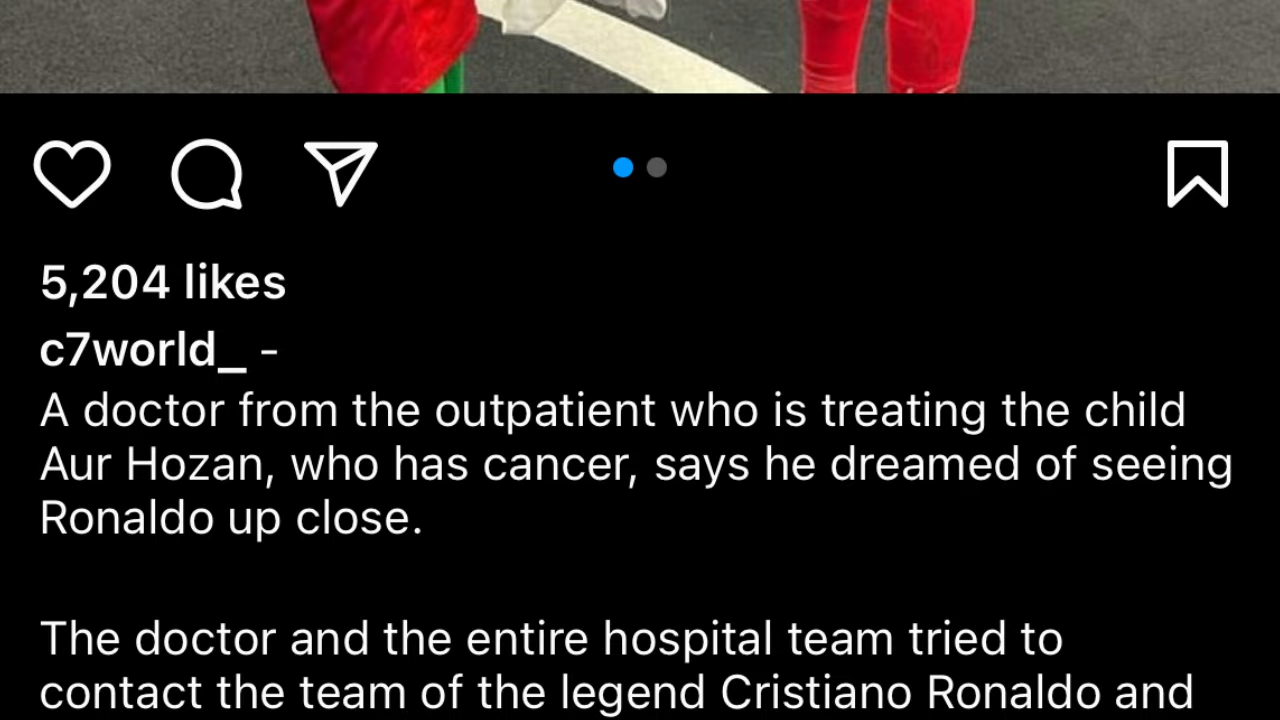 5,204 likes
c7world_ -
A doctor from the outpatient who is treating the child
Aur Hozan, who has cancer, says he dreamed of seeing
Ronaldo up close.
The doctor and the entire hospital team tried to
contact the team of the legend Cristiano Ronaldo and